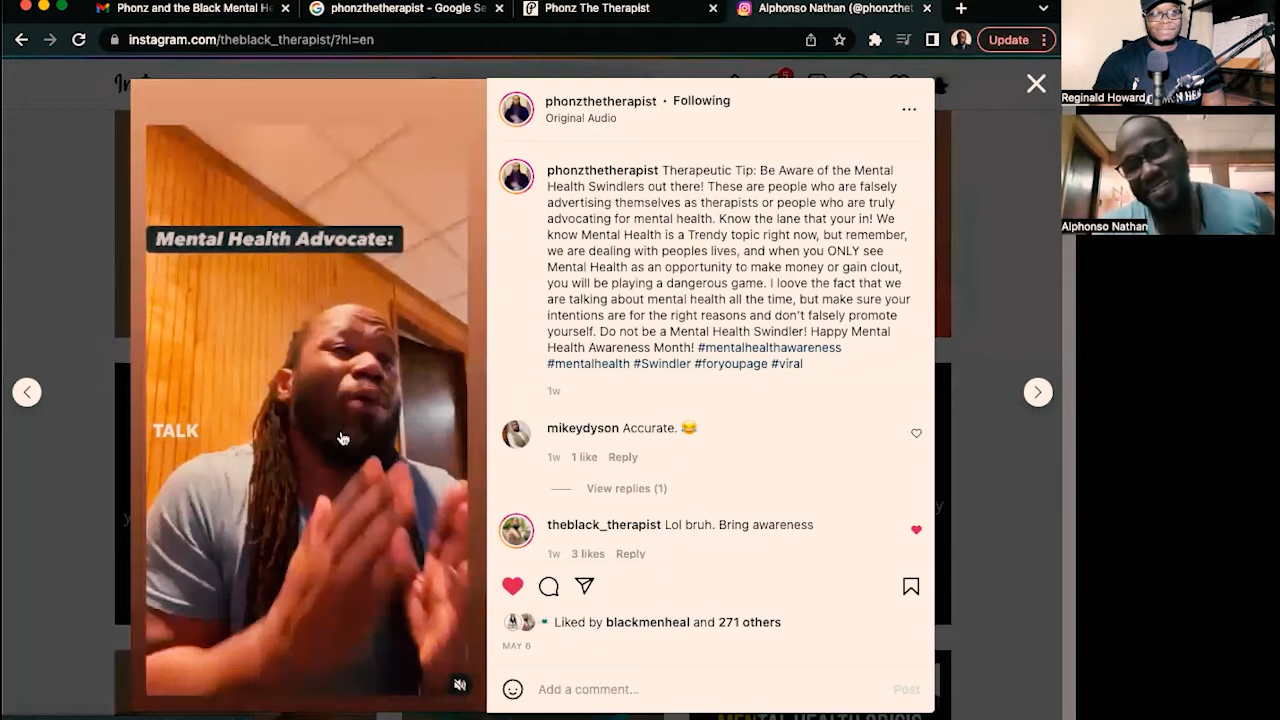 Phonz and the Black Mental He
phonzthetherapist - Google Se
Phonz The Therapist
Alphonso Nathan (@phonzthet
instagram.com/theblack_therapist/?hl=en
Update
Reginald Howard
Alphonso Nathan
5
phonzthetherapist • Following
Original Audio
phonzthetherapist Therapeutic Tip: Be Aware of the Mental
Health Swindlers out there! These are people who are falsely
advertising themselves as therapists or people who are truly
advocating for mental health. Know the lane that your in! We
know Mental Health is a Trendy topic right now, but remember,
we are dealing with peoples lives, and when you ONLY see
Mental Health as an opportunity to make money or gain clout,
you will be playing a dangerous game. I loove the fact that we
are talking about mental health all the time, but make sure your
intentions are for the right reasons and don't falsely promote
yourself. Do not be a Mental Health Swindler! Happy Mental
Health Awareness Month! #mentalhealthawareness
#mentalhealth #Swindler #foryoupage #viral
1w
Mental Health Advocate:
TALK
mikeydyson Accurate. 😂
1w 1 like Reply
View replies (1)
theblack_therapist Lol bruh. Bring awareness
1w 3 likes Reply
Liked by blackmenheal and 271 others
MAY 6
Add a comment...
Post